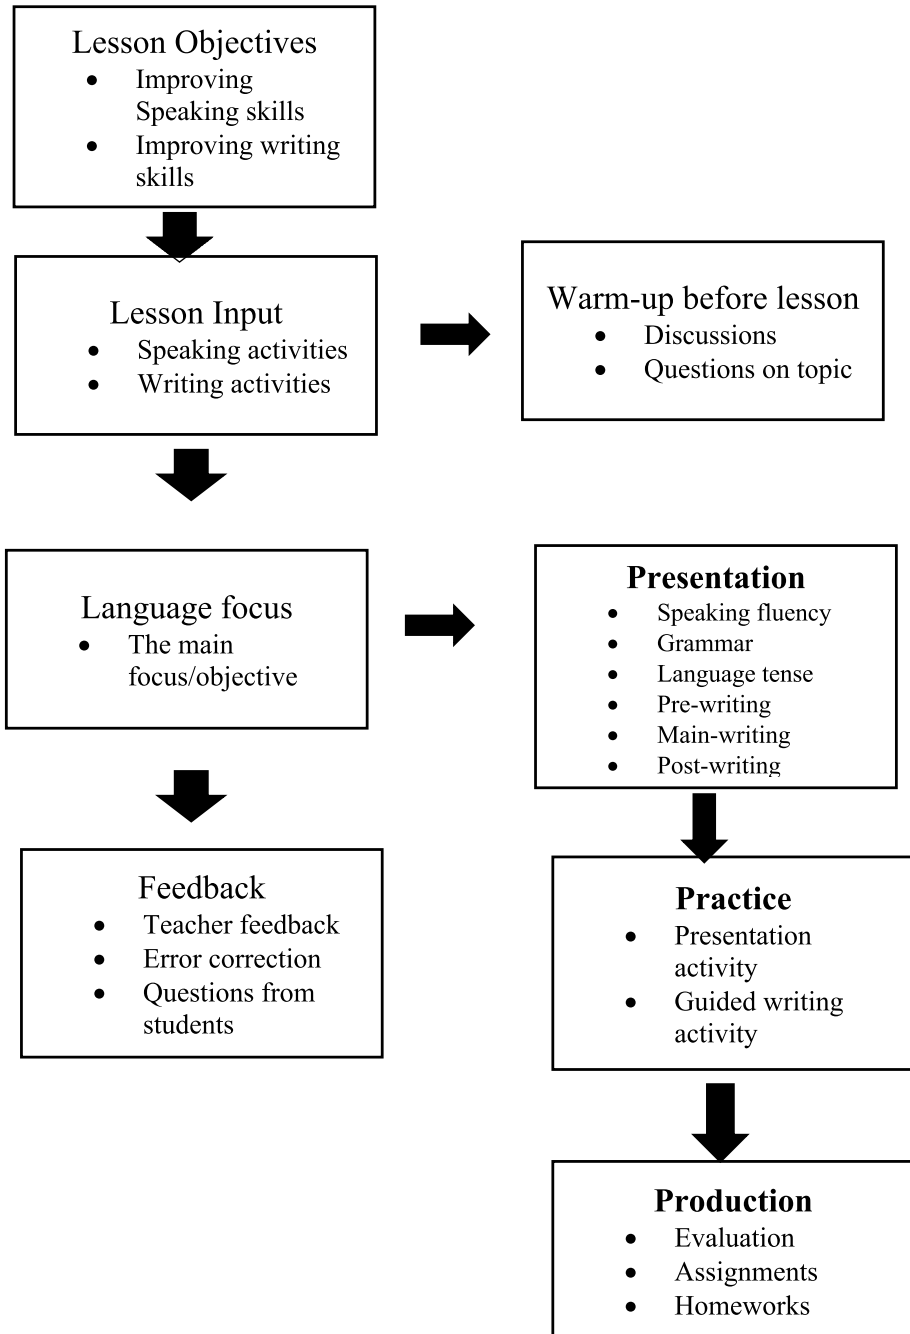 Lesson Objectives
• Improving
Speaking skills
• Improving writing
skills
Lesson Input
• Speaking activities
• Writing activities
Warm-up before lesson
• Discussions
• Questions on topic
Language focus
• The main
focus/objective
Presentation
• Speaking fluency
• Grammar
• Language tense
• Pre-writing
• Main-writing
• Post-writing
Feedback
• Teacher feedback
• Error correction
• Questions from
students
Practice
• Presentation
activity
• Guided writing
activity
Production
• Evaluation
• Assignments
• Homeworks